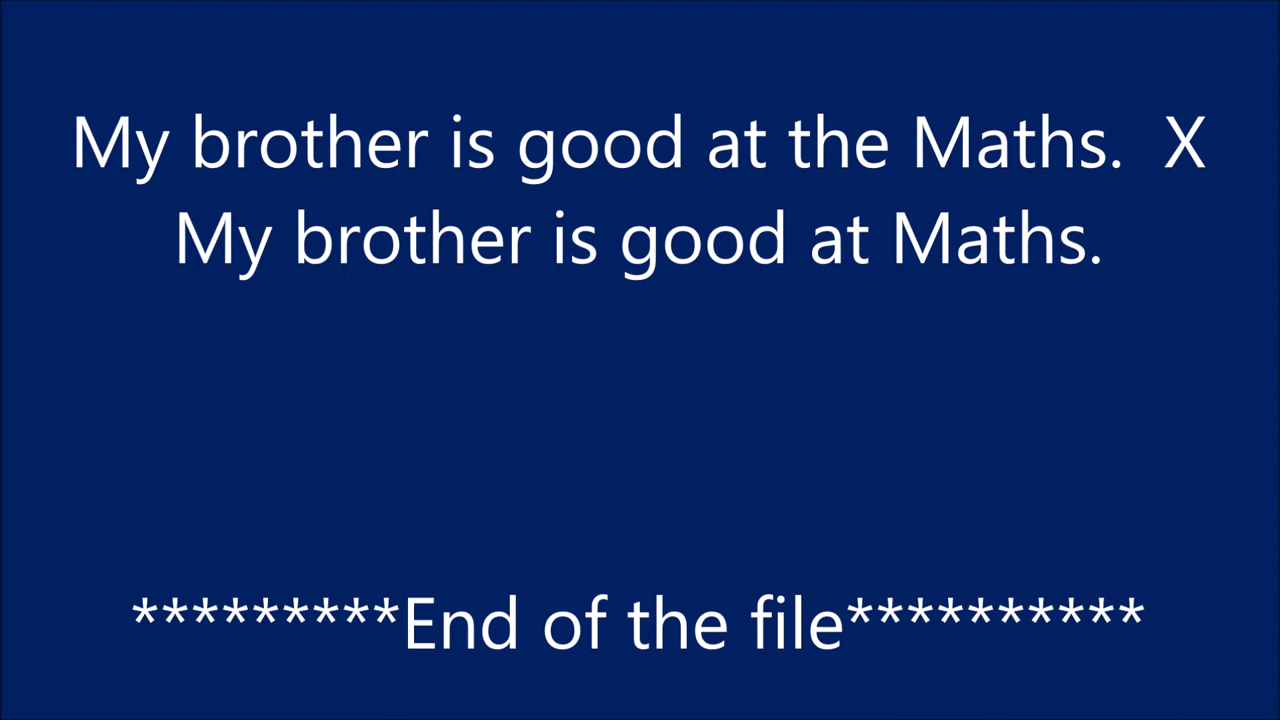 My brother is good at the Maths.  X
My brother is good at Maths.
*********End of the file**********